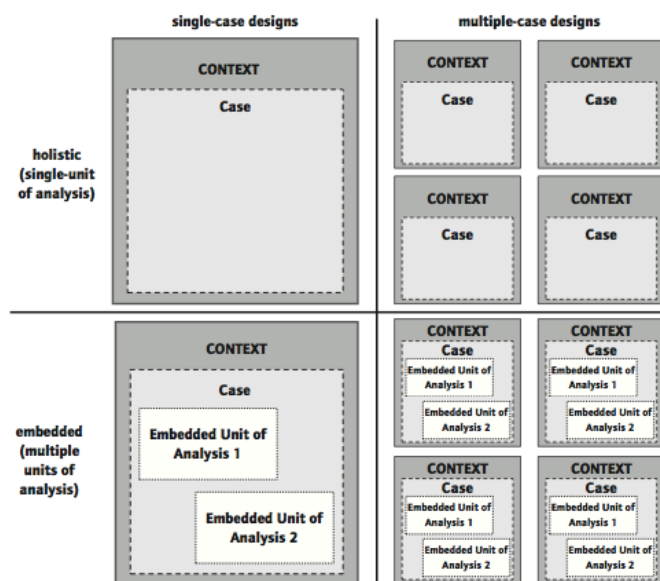 single-case designs
multiple-case designs
holistic
(single-unit
of analysis)
CONTEXT
Case
CONTEXT
Case
CONTEXT
Case
CONTEXT
Case
CONTEXT
Case
embedded
(multiple
units of
analysis)
CONTEXT
Case
Embedded Unit of
Analysis 1
Embedded Unit of
Analysis 2
CONTEXT
Case
Embedded Unit of
Analysis 1
Embedded Unit of
Analysis 2
CONTEXT
Case
Embedded Unit of
Analysis 1
Embedded Unit of
Analysis 2
CONTEXT
Case
Embedded Unit of
Analysis 1
Embedded Unit of
Analysis 2
CONTEXT
Case
Embedded Unit of
Analysis 1
Embedded Unit of
Analysis 2